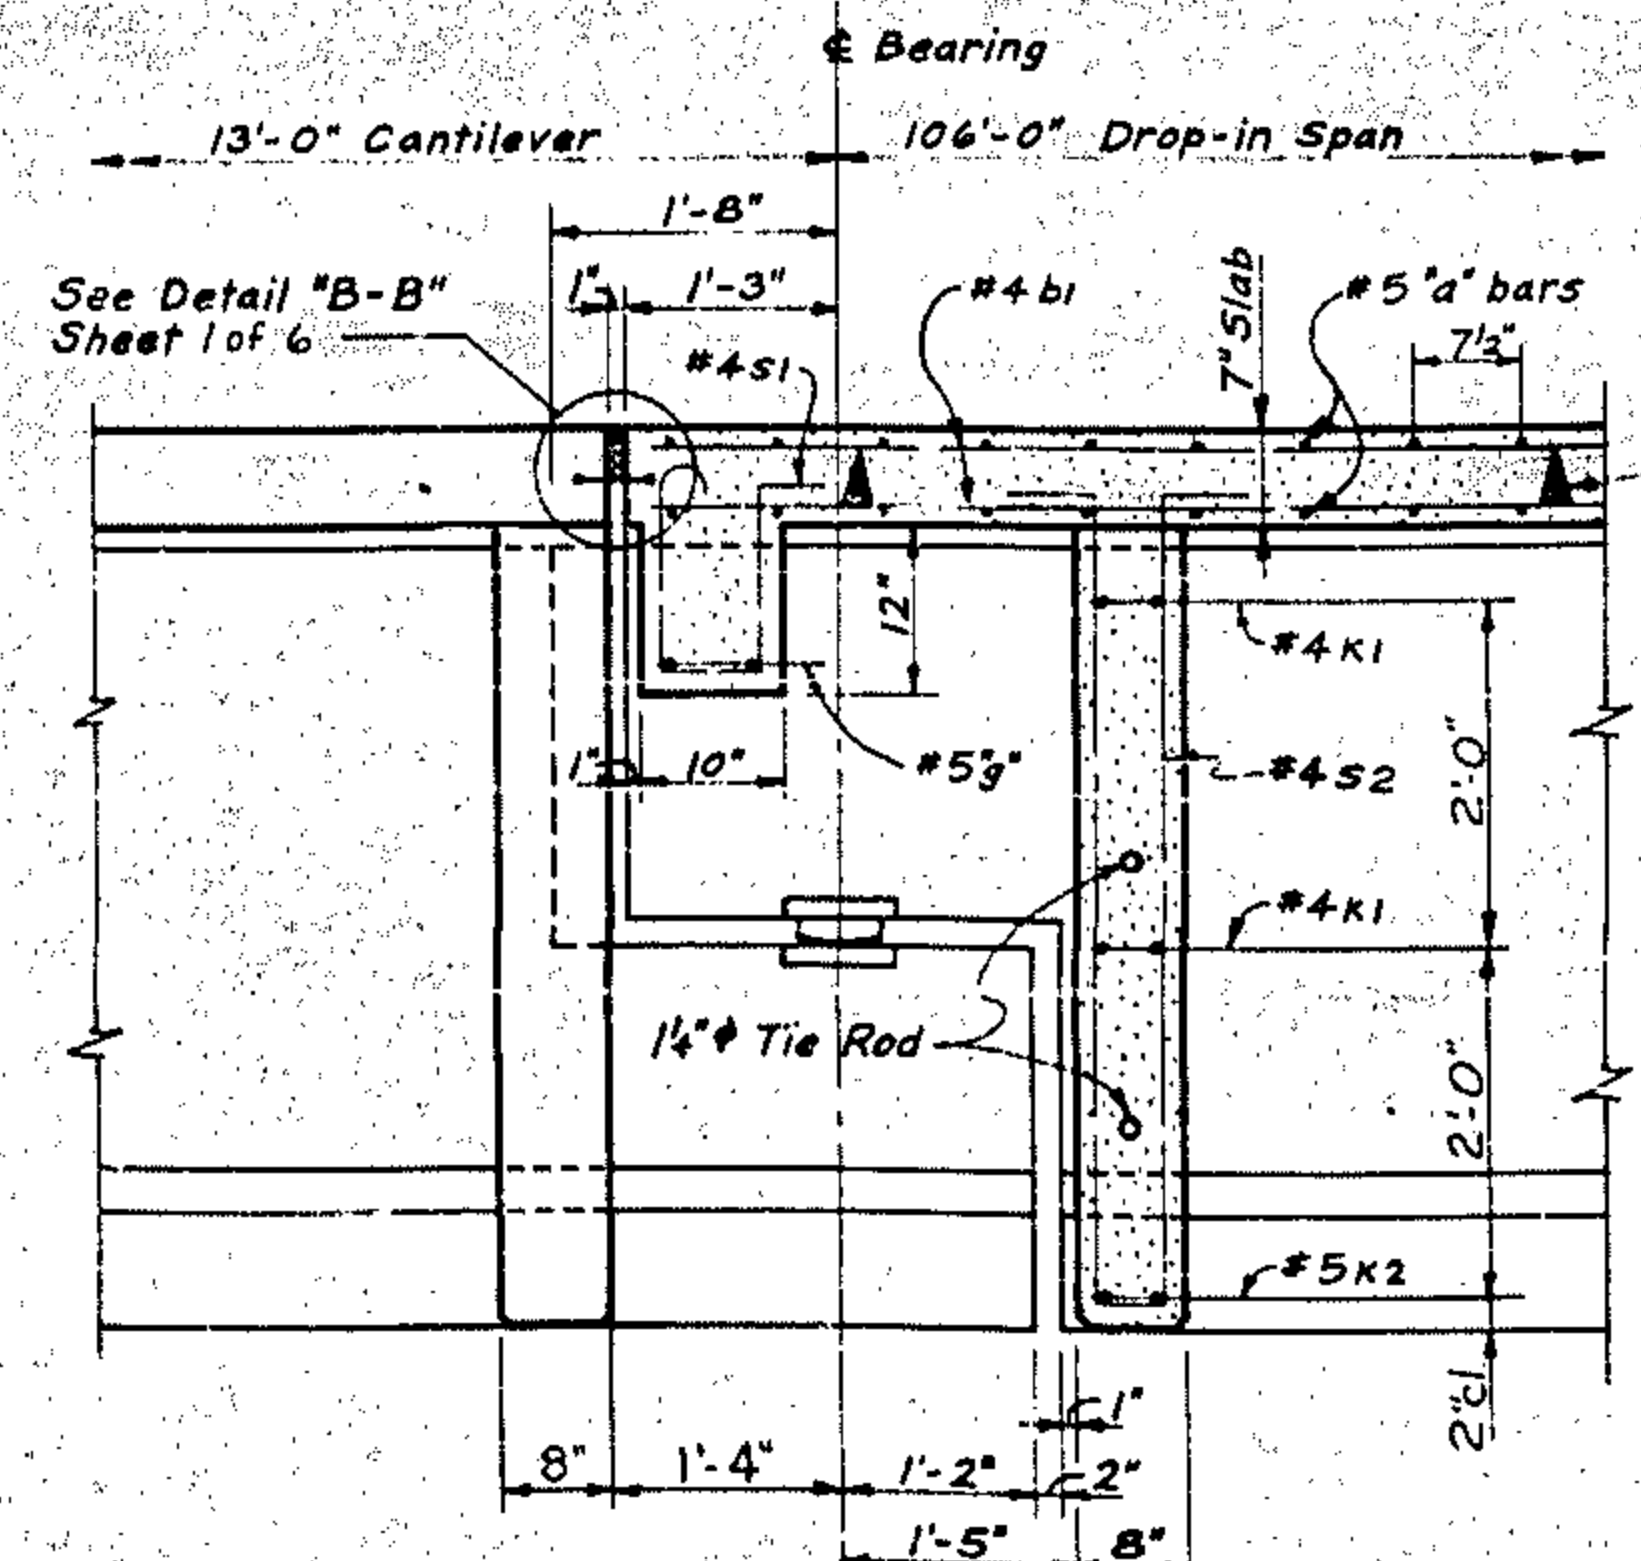 ℄ Bearing
13'-0" Cantilever
106'-0" Drop-in Span
1'-8"
See Detail "B-B"
Sheet 1 of 6
1"
1'-3"
#4 b1
7" Slab
#5 "a" bars
7½"
#4 s1
12"
#4 K1
1"
10"
#5 "g"
#4 s2
2'-0"
#4 K1
1¼" ϕ Tie Rod
2'-0"
#5 K2
2" cl.
1"
8"
1'-4"
1'-2"
2"
1'-5"
8"